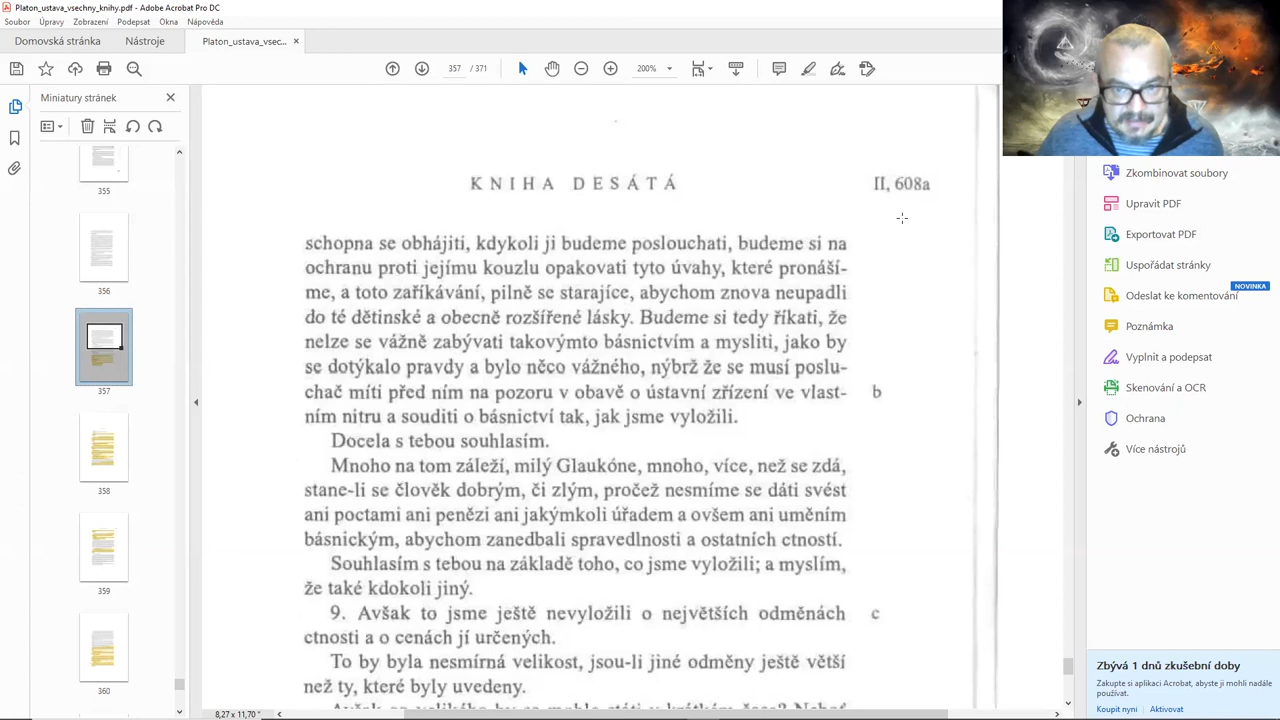 Platon_ustava_vsechny_knihy.pdf - Adobe Acrobat Pro DC
Soubor Úpravy Zobrazení Podepsat Okna Nápověda
Domovská stránka Nástroje Platon_ustava_vsec... ×
357 / 371 200%
Miniatury stránek
355
356
357
358
359
360
KNIHA DESÁTÁ II, 608a
schopna se obhájiti, kdykoli ji budeme poslouchati, budeme si na
ochranu proti jejímu kouzlu opakovati tyto úvahy, které pronáší-
me, a toto zaříkávání, pilně se starajíce, abychom znova neupadli
do té dětinské a obecně rozšířené lásky. Budeme si tedy říkati, že
nelze se vážně zabývati takovýmto básnictvím a mysliti, jako by
se dotýkalo pravdy a bylo něco vážného, nýbrž že se musí poslu-
chač míti před ním na pozoru v obavě o ústavní zřízení ve vlast- b
ním nitru a souditi o básnictví tak, jak jsme vyložili.
Docela s tebou souhlasím.
Mnoho na tom záleží, milý Glaukóne, mnoho, více, než se zdá,
stane-li se člověk dobrým, či zlým, pročež nesmíme se dáti svést
ani poctami ani penězi ani jakýmkoli úřadem a ovšem ani uměním
básnickým, abychom zanedbali spravedlnosti a ostatních ctností.
Souhlasím s tebou na základě toho, co jsme vyložili; a myslím,
že také kdokoli jiný.
9. Avšak to jsme ještě nevyložili o největších odměnách c
ctnosti a o cenách jí určených.
To by byla nesmírná velikost, jsou-li jiné odměny ještě větší
než ty, které byly uvedeny.
8,27 x 11,70"
Zkombinovat soubory
Upravit PDF
Exportovat PDF
Uspořádat stránky
NOVINKA
Odeslat ke komentování
Poznámka
Vyplnit a podepsat
Skenování a OCR
Ochrana
Více nástrojů
Zbývá 1 dnů zkušební doby
Zakupte si aplikaci Acrobat, abyste ji mohli nadále
používat.
Koupit nyní Aktivovat